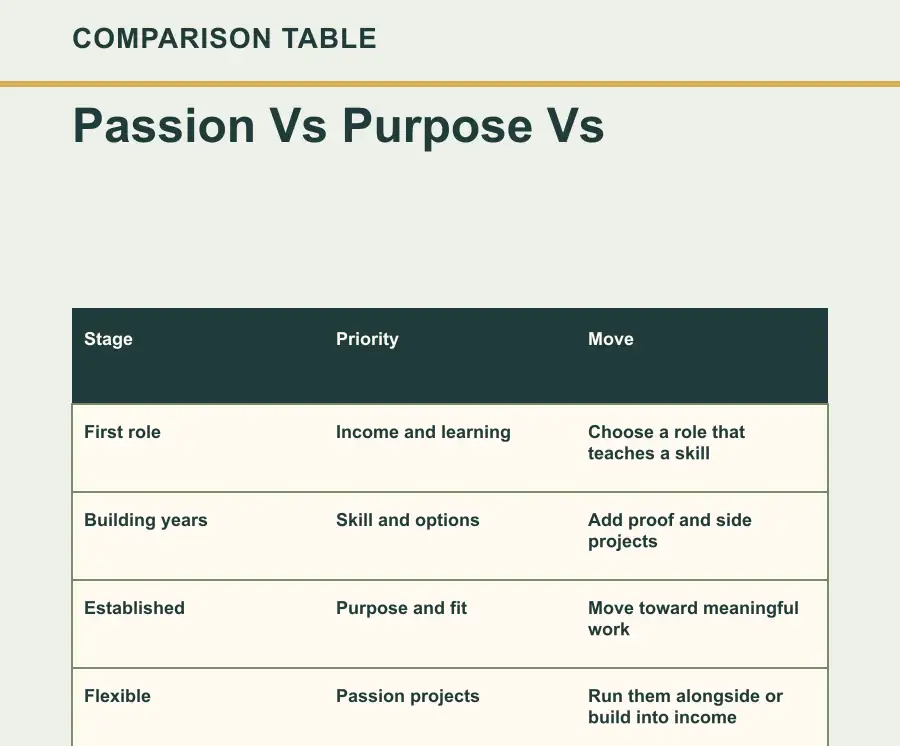 COMPARISON TABLE
Passion Vs Purpose Vs
Stage Priority Move
First role Income and learning Choose a role that
teaches a skill
Building years Skill and options Add proof and side
projects
Established Purpose and fit Move toward meaningful
work
Flexible Passion projects Run them alongside or
build into income